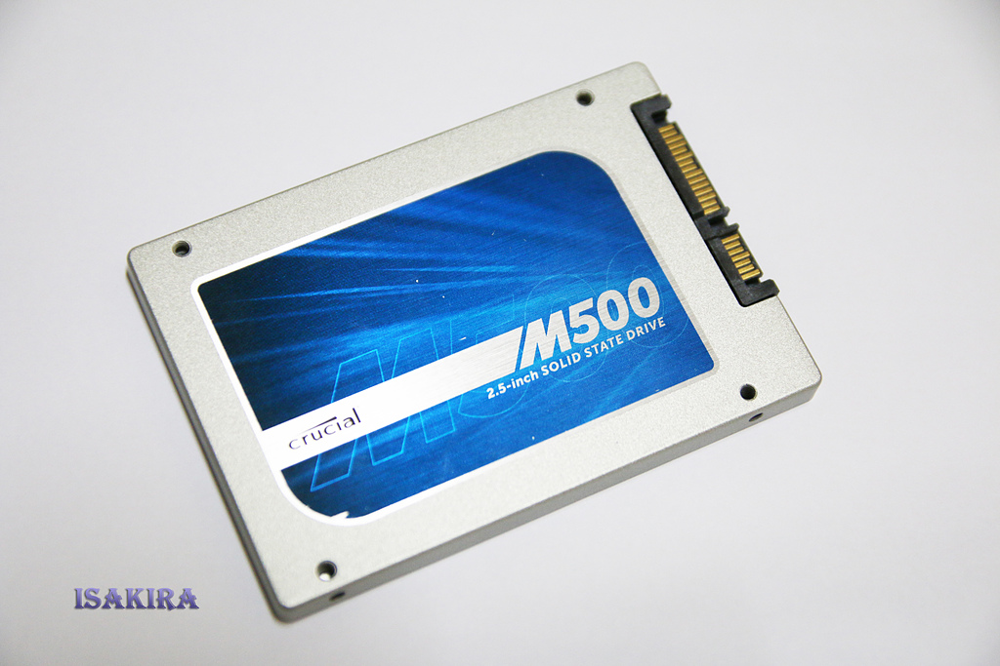 M500
2.5-inch SOLID STATE DRIVE
crucial
ISAKIRA